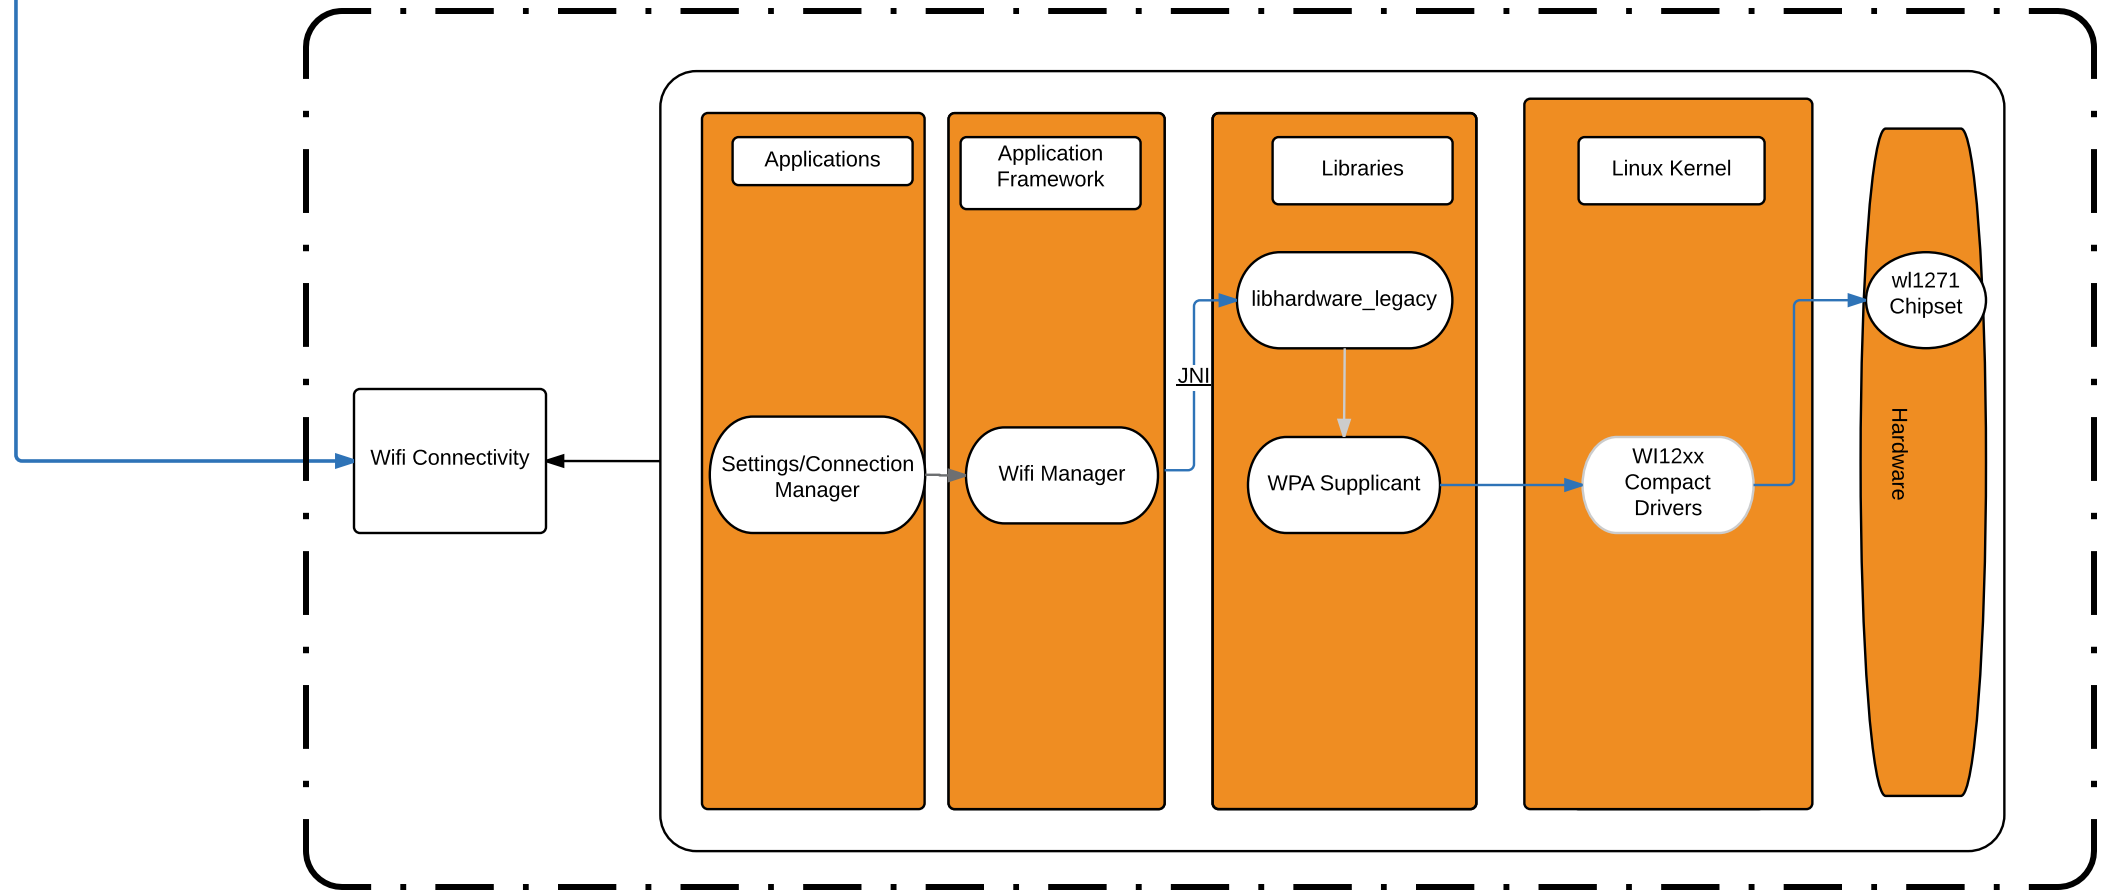 Applications
Application
Framework
Libraries
Linux Kernel
libhardware_legacy
wl1271
Chipset
JNI
Hardware
Wifi Connectivity
Settings/Connection
Manager
Wifi Manager
WPA Supplicant
WI12xx
Compact
Drivers